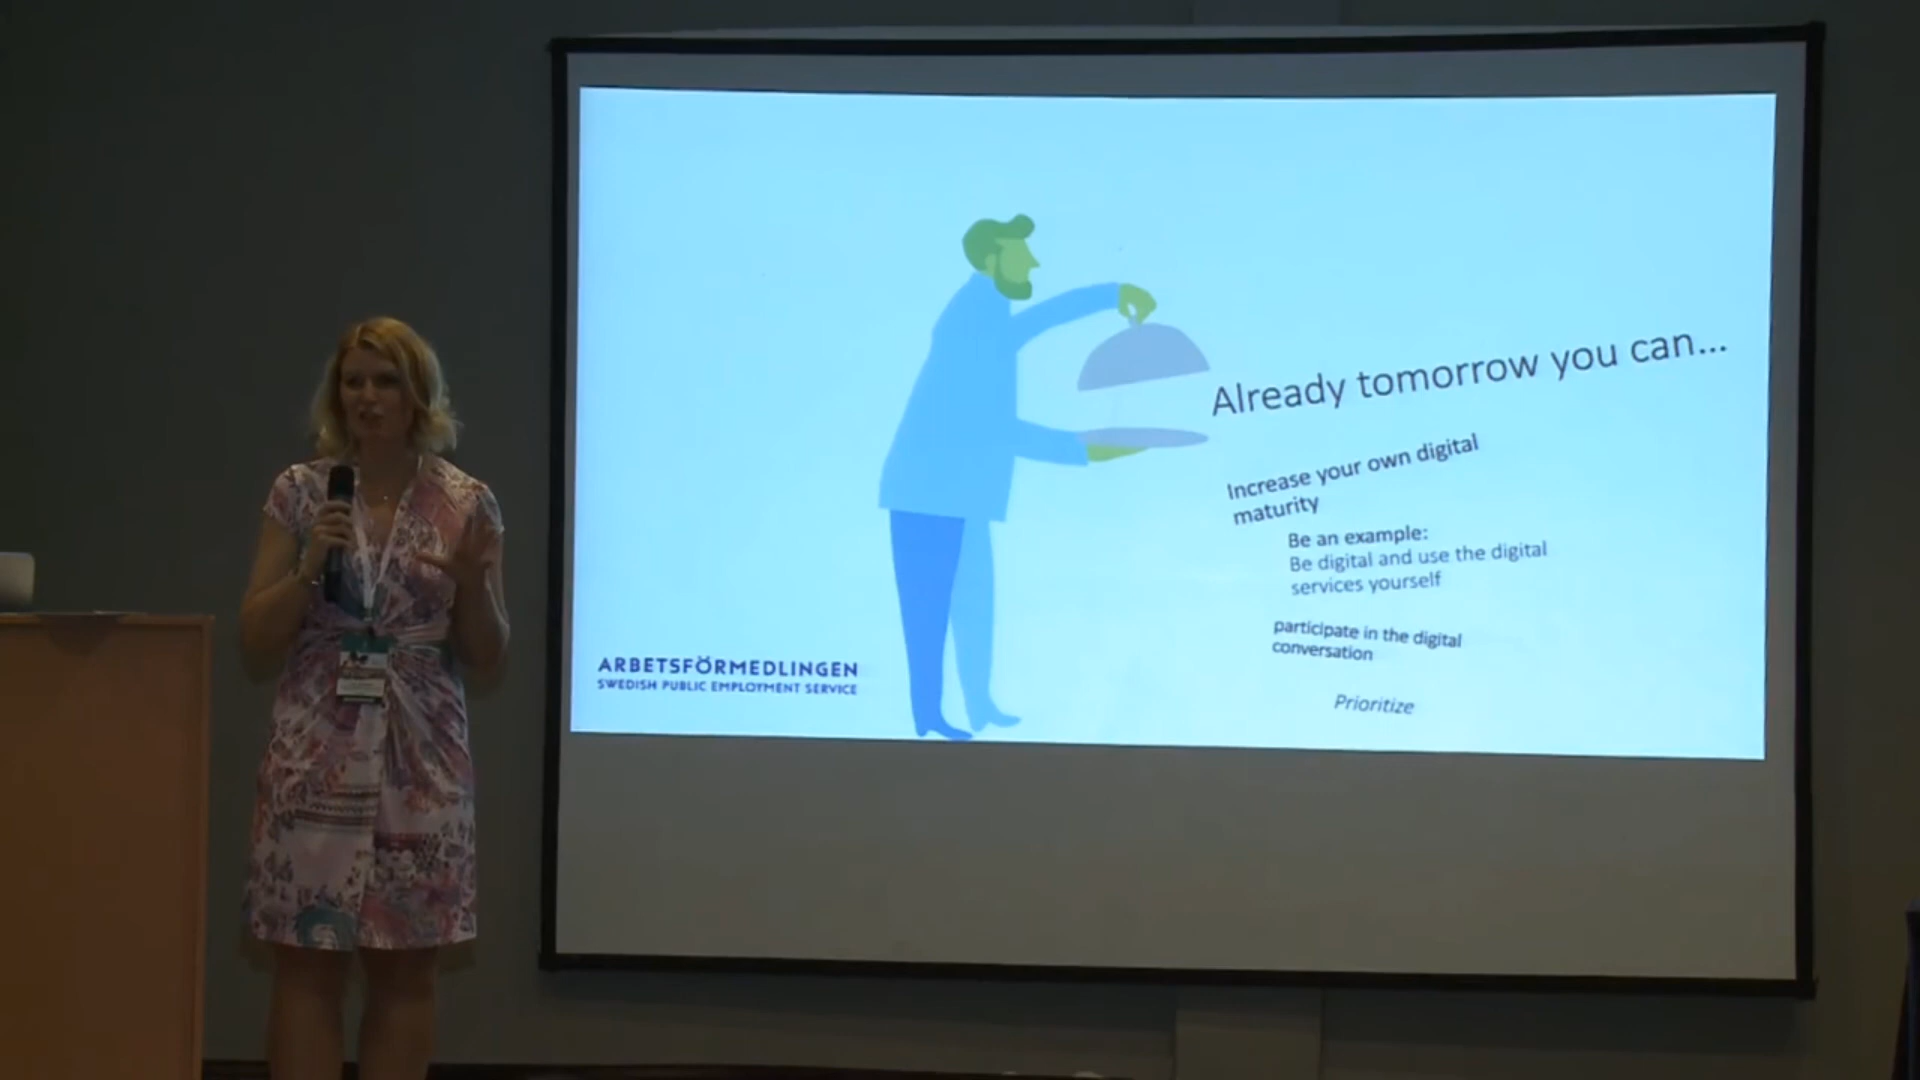 Already tomorrow you can...
Increase your own digital
maturity
Be an example:
Be digital and use the digital
services yourself
participate in the digital
conversation
Prioritize
ARBETSFÖRMEDLINGEN
SWEDISH PUBLIC EMPLOYMENT SERVICE